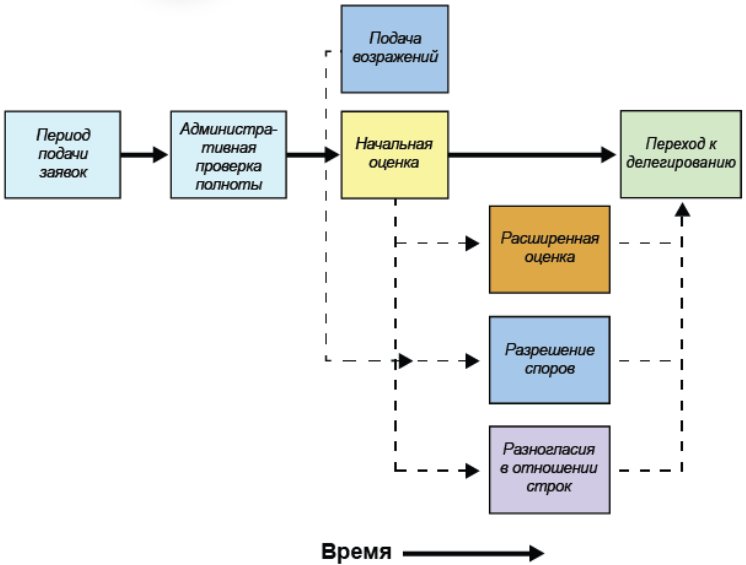 Подача
возражений
Период
подачи
заявок
Администра-
тивная
проверка
полноты
Начальная
оценка
Переход к
делегированию
Расширенная
оценка
Разрешение
споров
Разногласия
в отношении
строк
Время